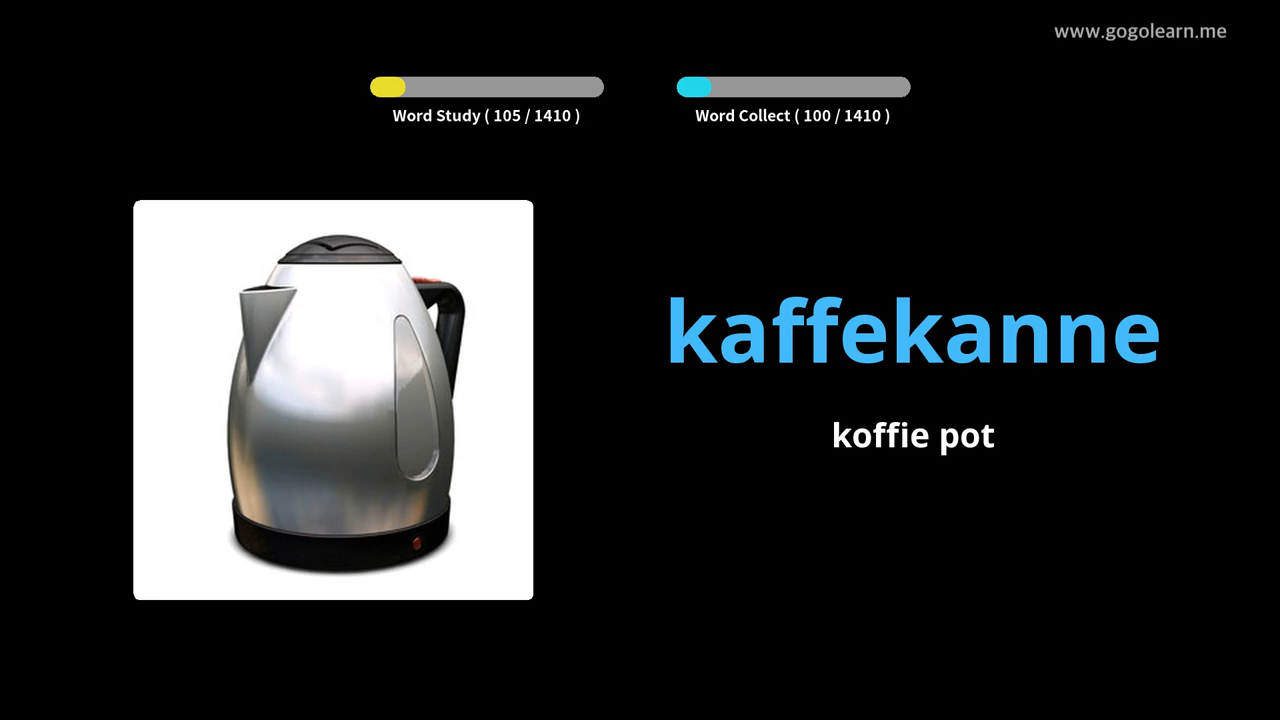 www.gogolearn.me
Word Study ( 105 / 1410 )
Word Collect ( 100 / 1410 )
kaffekanne
koffie pot